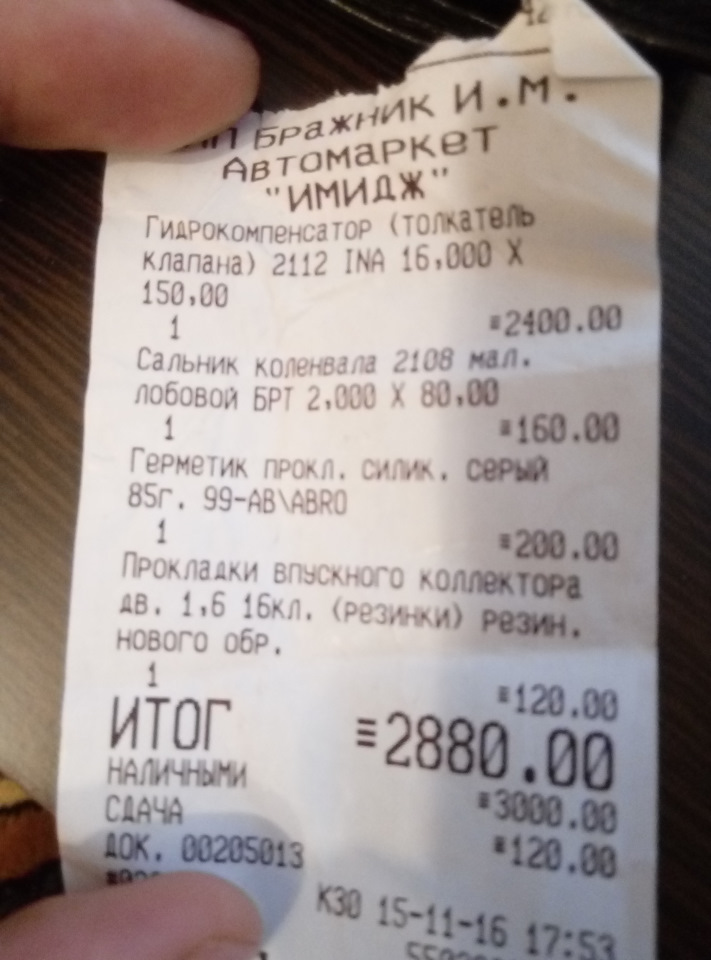 Бражник И.М.
Автомаркет
"ИМИДЖ"
Гидрокомпенсатор (толкатель
клапана) 2112 INA 16,000 X
150,00
1 ≡2400.00
Сальник коленвала 2108 мал.
лобовой БРТ 2,000 X 80,00
1 ≡160.00
Герметик прокл. силик. серый
85г. 99-АВ\ABRO
1 ≡200.00
Прокладки впускного коллектора
дв. 1,6 16кл. (резинки) резин.
нового обр.
1 ≡120.00
ИТОГ ≡2880.00
НАЛИЧНЫМИ ≡3000.00
СДАЧА ≡120.00
ДОК. 00205013
К30 15-11-16 17:53